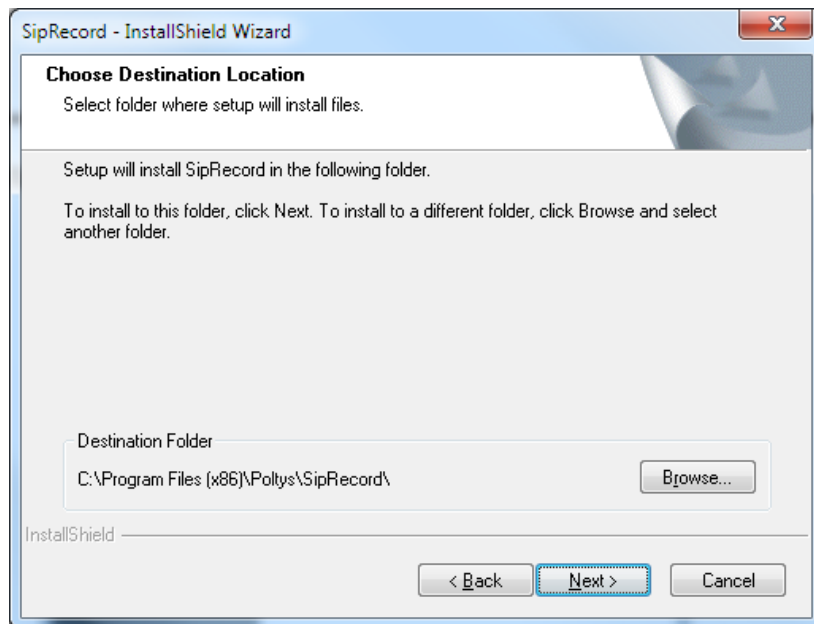 SipRecord - InstallShield Wizard
Choose Destination Location
Select folder where setup will install files.
Setup will install SipRecord in the following folder.
To install to this folder, click Next. To install to a different folder, click Browse and select
another folder.
Destination Folder
C:\Program Files (x86)\Poltys\SipRecord\
Browse...
InstallShield
< Back
Next >
Cancel